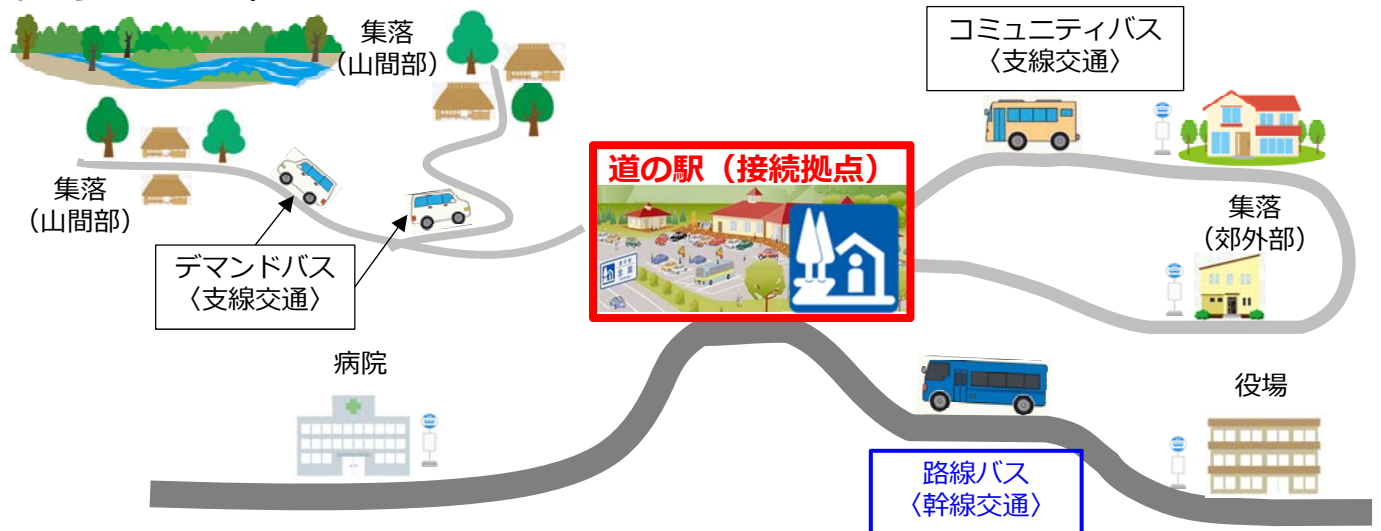 集落
（山間部）
コミュニティバス
〈支線交通〉
道の駅（接続拠点）
集落
（山間部）
集落
（郊外部）
デマンドバス
〈支線交通〉
病院
役場
路線バス
〈幹線交通〉